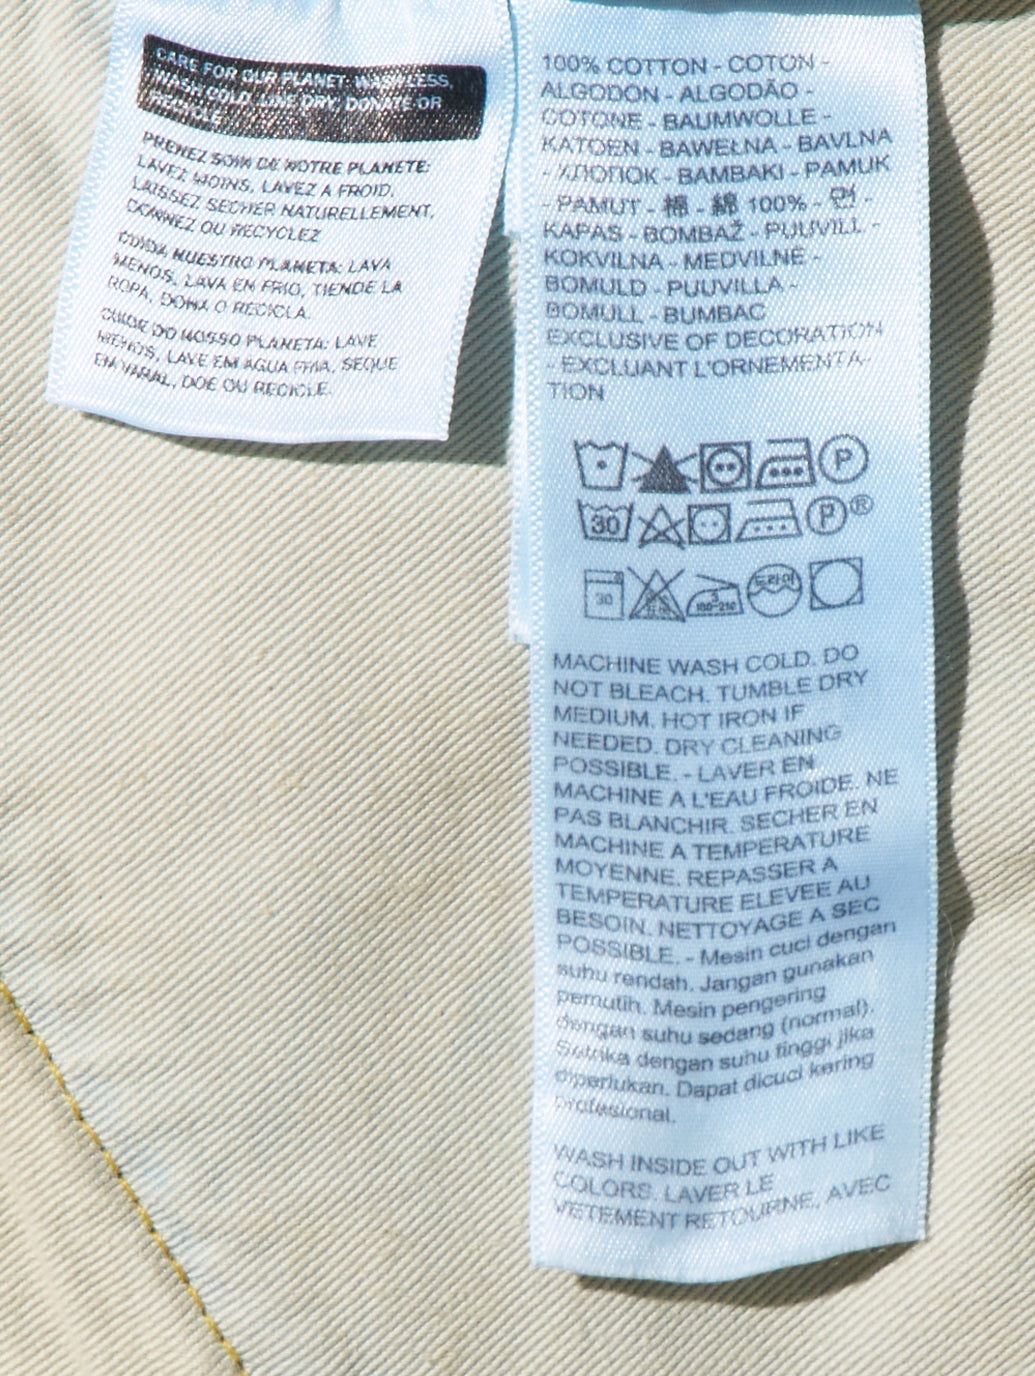 CARE FOR OUR PLANET: WASH LESS,
WASH COLD, LINE DRY, DONATE OR
RECYCLE
PRENEZ SOIN DE NOTRE PLANETE:
LAVEZ MOINS, LAVEZ A FROID,
LAISSEZ SECHER NATURELLEMENT,
DONNEZ OU RECYCLEZ
CUIDA NUESTRO PLANETA: LAVA
MENOS, LAVA EN FRIO, TIENDE LA
ROPA, DONA O RECICLA.
CUIDE DO NOSSO PLANETA: LAVE
MENOS, LAVE EM AGUA FRIA, SEQUE
EM VARAL, DOE OU RECICLE.
100% COTTON - COTON -
ALGODON - ALGODÃO -
COTONE - BAUMWOLLE -
KATOEN - BAWEŁNA - BAVLNA
- ХЛОПОК - BAMBAKI - PAMUK
- PAMUT - 棉 - 綿 100% - 면 -
KAPAS - BOMBAŽ - PUUVILL -
KOKVILNA - MEDVILNĖ -
BOMULD - PUUVILLA -
BOMULL - BUMBAC
EXCLUSIVE OF DECORATION
- EXCLUANT L'ORNEMENTA-
TION
P
30 P ®
30 3 180-210 드라이
MACHINE WASH COLD. DO
NOT BLEACH. TUMBLE DRY
MEDIUM. HOT IRON IF
NEEDED. DRY CLEANING
POSSIBLE. - LAVER EN
MACHINE A L'EAU FROIDE. NE
PAS BLANCHIR. SECHER EN
MACHINE A TEMPERATURE
MOYENNE. REPASSER A
TEMPERATURE ELEVEE AU
BESOIN. NETTOYAGE A SEC
POSSIBLE. - Mesin cuci dengan
suhu rendah. Jangan gunakan
pemutih. Mesin pengering
dengan suhu sedang (normal).
Setrika dengan suhu tinggi jika
diperlukan. Dapat dicuci kering
profesional.
WASH INSIDE OUT WITH LIKE
COLORS. LAVER LE
VETEMENT RETOURNE, AVEC